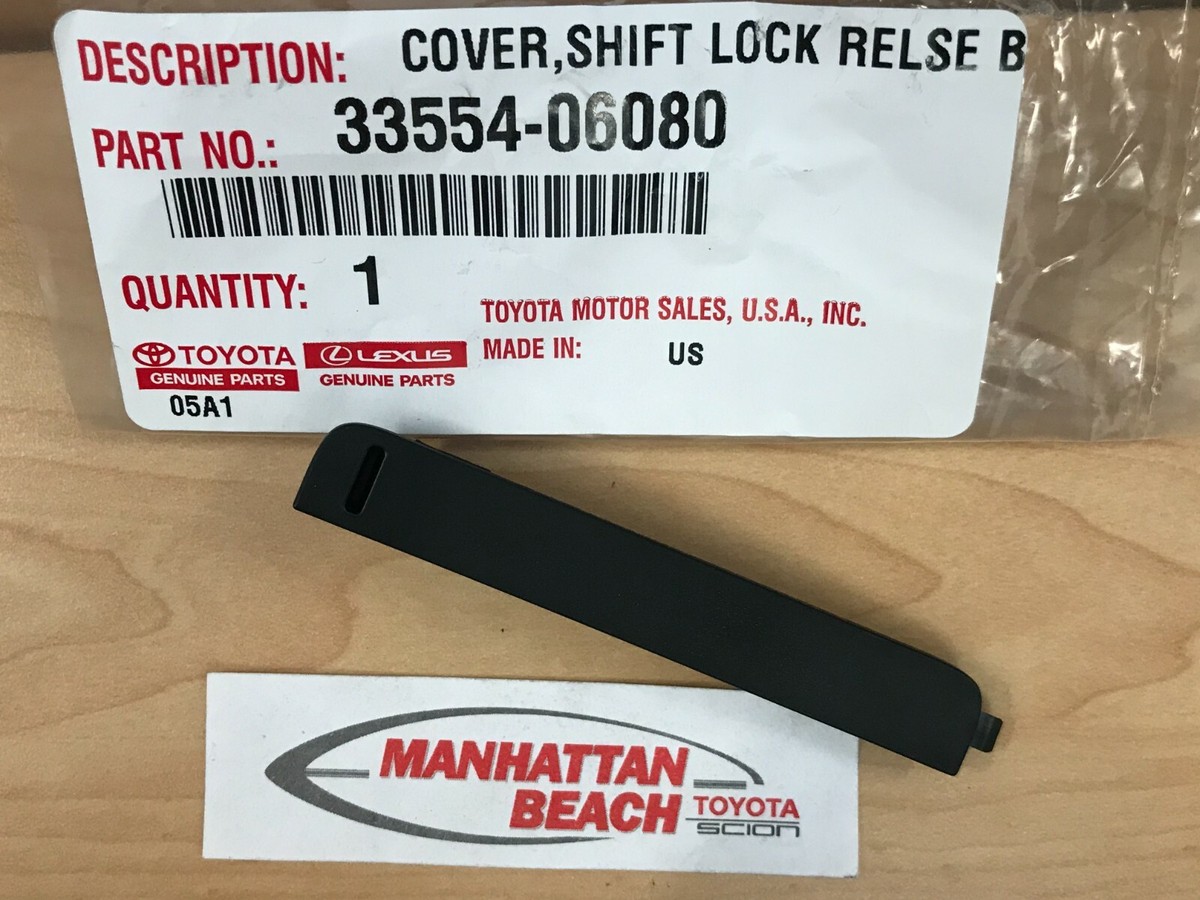 DESCRIPTION: COVER,SHIFT LOCK RELSE B
PART NO.: 33554-06080
QUANTITY: 1
TOYOTA MOTOR SALES, U.S.A., INC.
MADE IN: US
TOYOTA
GENUINE PARTS
LEXUS
GENUINE PARTS
05A1
MANHATTAN
BEACH
TOYOTA
SCION